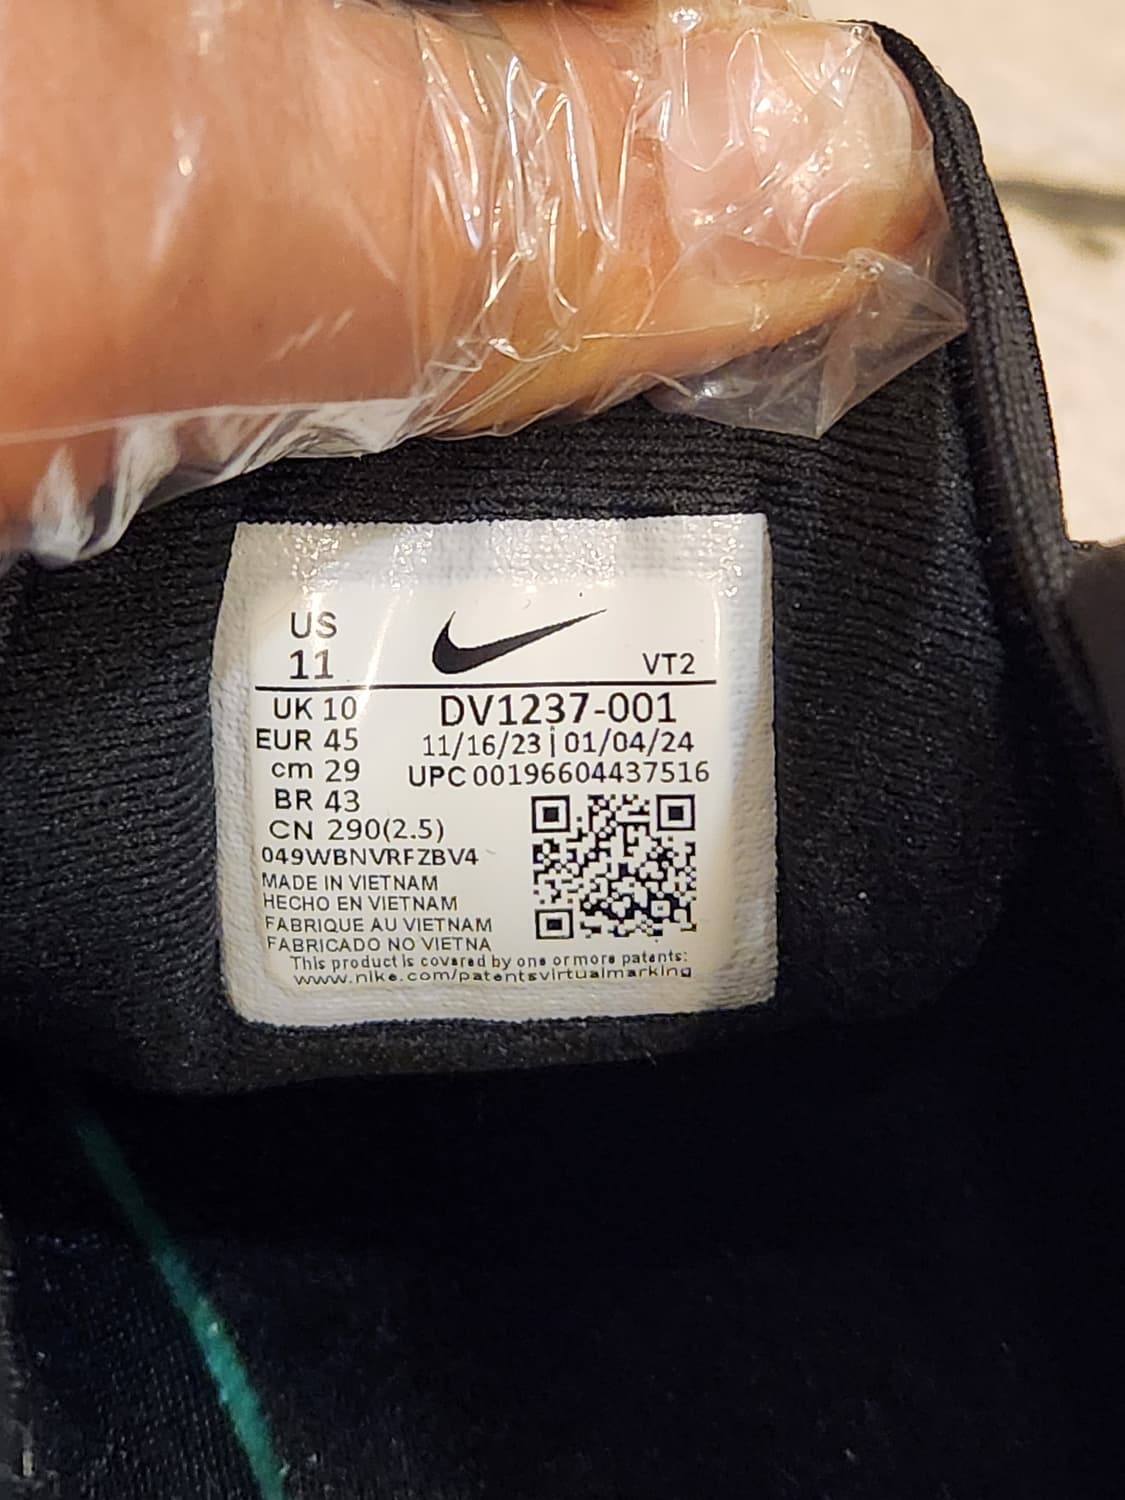 US
11
VT2
UK 10
DV1237-001
EUR 45
11/16/23 | 01/04/24
cm 29
UPC 00196604437516
BR 43
CN 290(2.5)
049WBNVRFZBV4
MADE IN VIETNAM
HECHO EN VIETNAM
FABRIQUE AU VIETNAM
FABRICADO NO VIETNA
This product is covered by one or more patents:
www.nike.com/patentsvirtualmarking